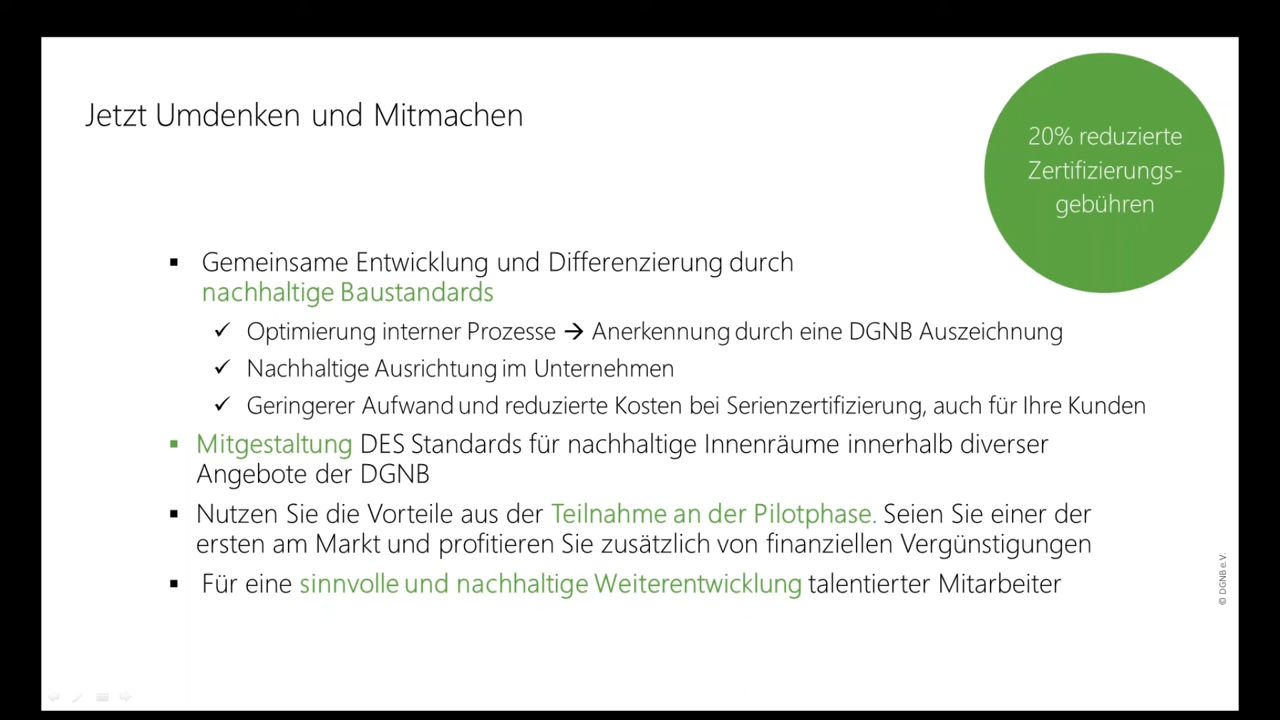 Jetzt Umdenken und Mitmachen
20% reduzierte
Zertifizierungs-
gebühren
▪ Gemeinsame Entwicklung und Differenzierung durch
nachhaltige Baustandards
✓ Optimierung interner Prozesse → Anerkennung durch eine DGNB Auszeichnung
✓ Nachhaltige Ausrichtung im Unternehmen
✓ Geringerer Aufwand und reduzierte Kosten bei Serienzertifizierung, auch für Ihre Kunden
▪ Mitgestaltung DES Standards für nachhaltige Innenräume innerhalb diverser
Angebote der DGNB
▪ Nutzen Sie die Vorteile aus der Teilnahme an der Pilotphase. Seien Sie einer der
ersten am Markt und profitieren Sie zusätzlich von finanziellen Vergünstigungen
▪ Für eine sinnvolle und nachhaltige Weiterentwicklung talentierter Mitarbeiter
© DGNB e.V.